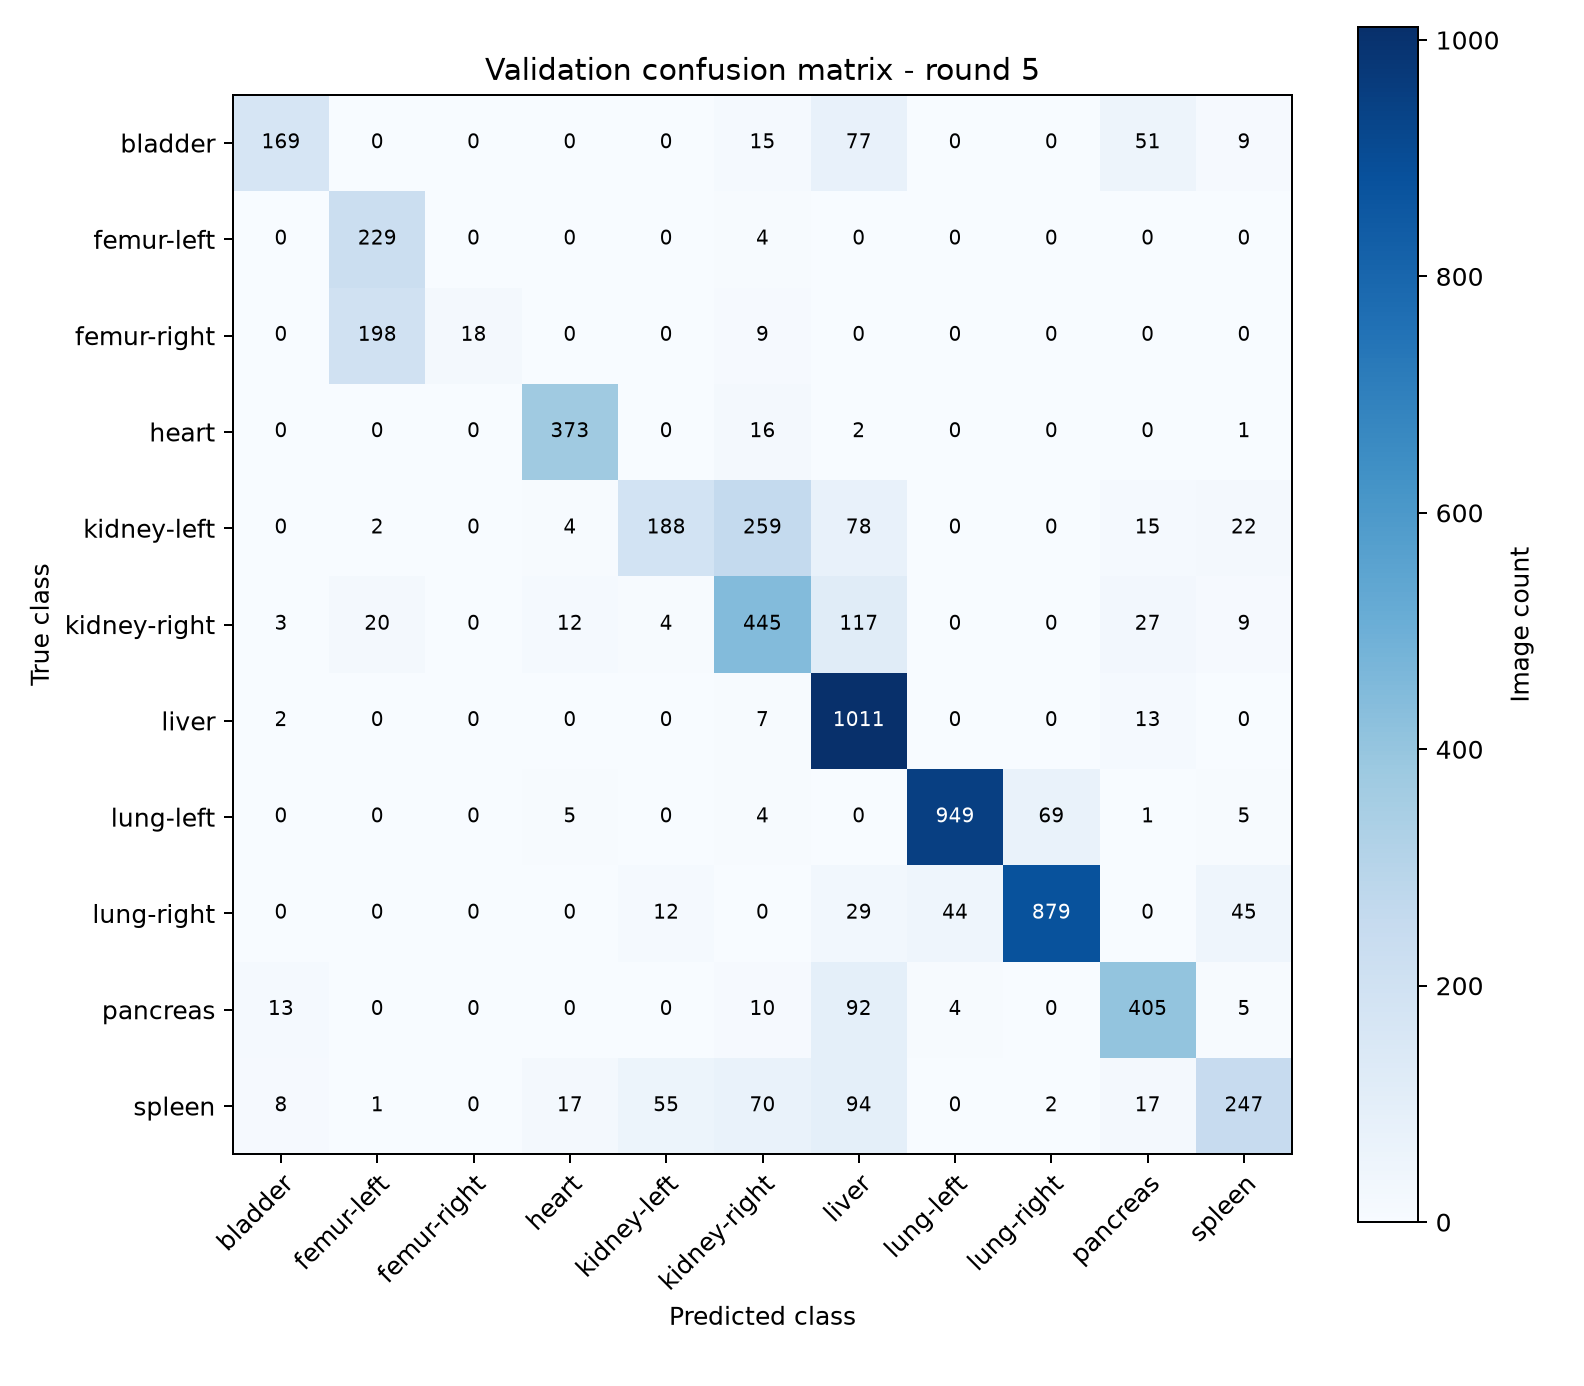 Validation confusion matrix - round 5
bladder 169 0 0 0 0 15 77 0 0 51 9
femur-left 0 229 0 0 0 4 0 0 0 0 0
femur-right 0 198 18 0 0 9 0 0 0 0 0
heart 0 0 0 373 0 16 2 0 0 0 1
kidney-left 0 2 0 4 188 259 78 0 0 15 22
kidney-right 3 20 0 12 4 445 117 0 0 27 9
liver 2 0 0 0 0 7 1011 0 0 13 0
lung-left 0 0 0 5 0 4 0 949 69 1 5
lung-right 0 0 0 0 12 0 29 44 879 0 45
pancreas 13 0 0 0 0 10 92 4 0 405 5
spleen 8 1 0 17 55 70 94 0 2 17 247
bladder femur-left femur-right heart kidney-left kidney-right liver lung-left lung-right pancreas spleen
Predicted class
True class
1000
800
600
400
200
0
Image count